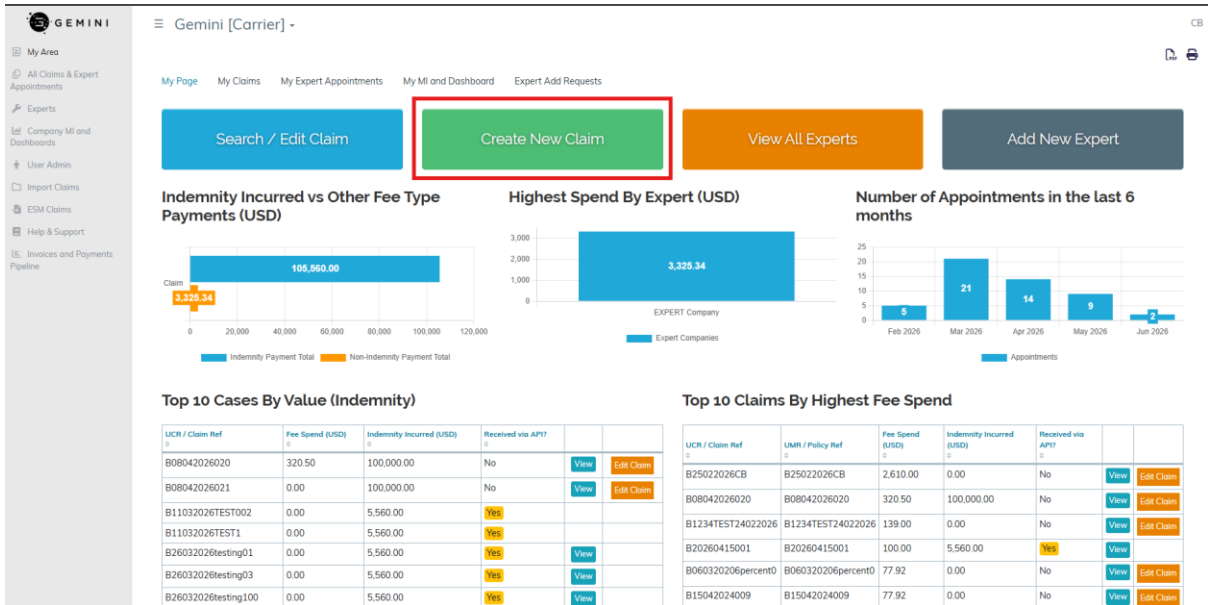 GEMINI
Gemini [Carrier]
CB
My Area
All Claims & Expert
Appointments
Experts
Company MI and
Dashboards
User Admin
Import Claims
ESM Claims
Help & Support
Invoices and Payments
Pipeline
PDF
My Page My Claims My Expert Appointments My MI and Dashboard Expert Add Requests
Search / Edit Claim Create New Claim View All Experts Add New Expert
Indemnity Incurred vs Other Fee Type
Payments (USD)
105,560.00
Claim
3,325.34
0 20,000 40,000 60,000 80,000 100,000 120,000
Indemnity Payment Total Non-Indemnity Payment Total
Highest Spend By Expert (USD)
3,000
2,000
1,000
0
3,325.34
EXPERT Company
Expert Companies
Number of Appointments in the last 6
months
25
20
15
10
5
0
5 21 14 9 2
Feb 2026 Mar 2026 Apr 2026 May 2026 Jun 2026
Appointments
Top 10 Cases By Value (Indemnity)
UCR / Claim Ref Fee Spend (USD) Indemnity Incurred (USD) Received via API?
B08042026020 320.50 100,000.00 No View Edit Claim
B08042026021 0.00 100,000.00 No View Edit Claim
B11032026TEST002 0.00 5,560.00 Yes
B11032026TEST1 0.00 5,560.00 Yes
B26032026testing01 0.00 5,560.00 Yes View
B26032026testing03 0.00 5,560.00 Yes View
B26032026testing100 0.00 5,560.00 Yes View
Top 10 Claims By Highest Fee Spend
UCR / Claim Ref UMR / Policy Ref Fee Spend (USD) Indemnity Incurred (USD) Received via API?
B25022026CB B25022026CB 2,610.00 0.00 No View Edit Claim
B08042026020 B08042026020 320.50 100,000.00 No View Edit Claim
B1234TEST24022026 B1234TEST24022026 139.00 0.00 No View Edit Claim
B20260415001 B20260415001 100.00 5,560.00 Yes View
B060320206percent0 B060320206percent0 77.92 0.00 No View Edit Claim
B15042024009 B15042024009 77.92 0.00 No View Edit Claim